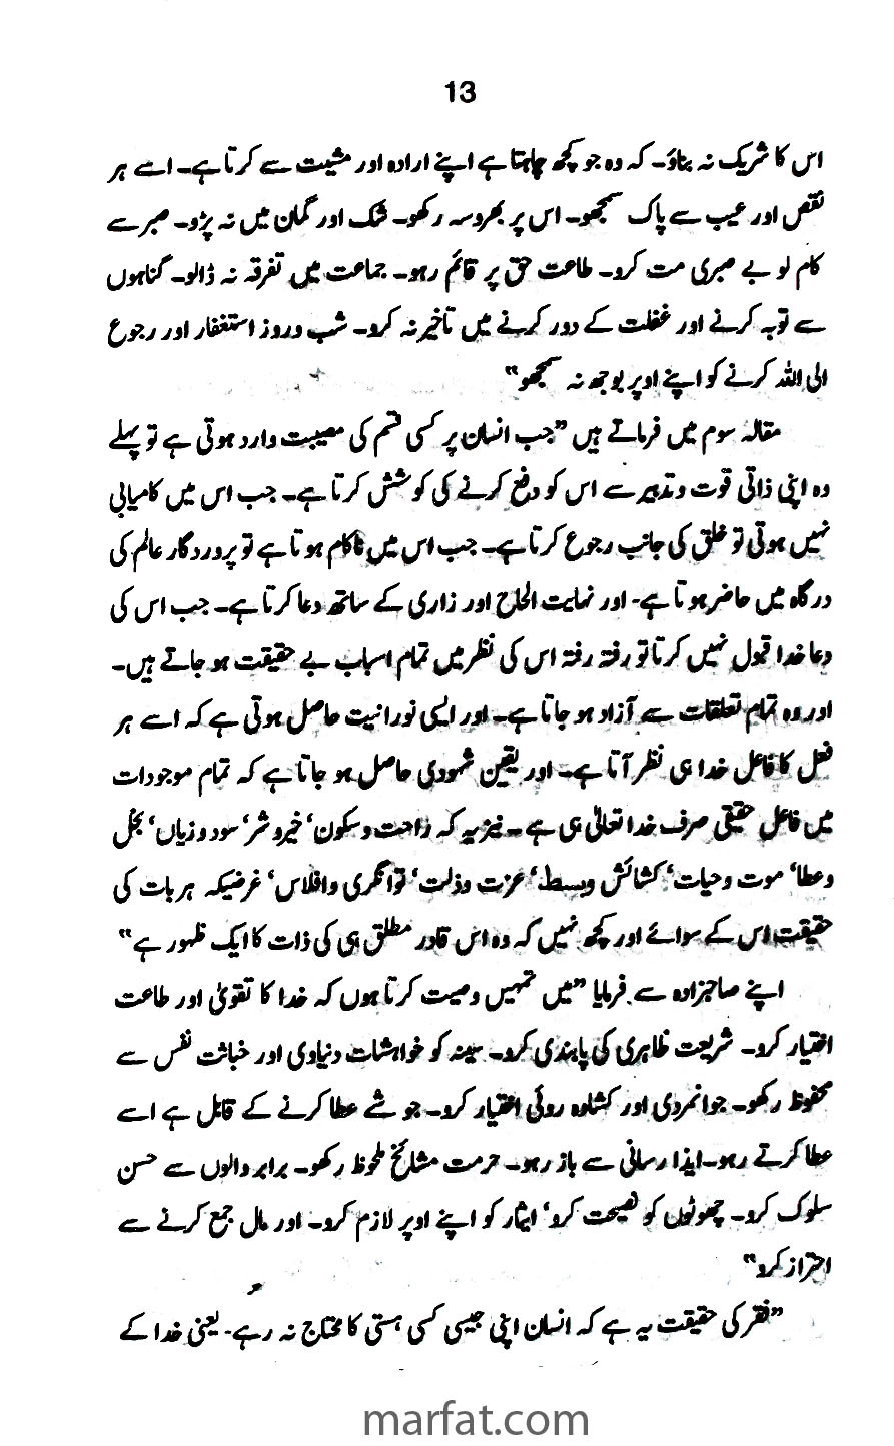 13
اس کا شریک نہ بناؤ۔ کہ وہ جو کچھ چاہتا ہے اپنے ارادہ اور مشیت سے کرتا ہے۔ اسے ہر
نقص اور عیب سے پاک سمجھو۔ اس پر بھروسہ رکھو۔ شک اور گمان میں نہ پڑو۔ صبر سے
کام لو بے صبری مت کرو۔ طاعت حق پر قائم رہو۔ جماعت میں تفرقہ نہ ڈالو۔ گناہوں
سے توبہ کرنے اور غفلت کے دور کرنے میں تاخیر نہ کرو۔ شب وروز استغفار اور رجوع
الی اللہ کرنے کو اپنے اوپر بوجھ نہ سمجھو"
مقالہ سوم میں فرماتے ہیں "جب انسان پر کسی قسم کی مصیبت وارد ہوتی ہے تو پہلے
وہ اپنی ذاتی قوت وتدبیر سے اس کو دفع کرنے کی کوشش کرتا ہے۔ جب اس میں کامیابی
نہیں ہوتی تو خلق کی جانب رجوع کرتا ہے۔ جب اس میں ناکام ہوتا ہے تو پروردگار عالم کی
درگاہ میں حاضر ہوتا ہے۔ اور نہایت الحاح اور زاری کے ساتھ دعا کرتا ہے۔ جب اس کی
دعا خدا قبول نہیں کرتا تو رفتہ رفتہ اس کی نظر میں تمام اسباب بے حقیقت ہو جاتے ہیں۔
اور وہ تمام تعلقات سے آزاد ہو جاتا ہے۔ اور ایسی نورانیت حاصل ہوتی ہے کہ اسے ہر
فعل کا فاعل خدا ہی نظر آتا ہے۔ اور یقین شہودی حاصل ہو جاتا ہے کہ تمام موجودات
میں فاعل حقیقی صرف خدا تعالیٰ ہی ہے۔ نیز یہ کہ راحت وسکون' خیروشر' سود وزیاں' بخل
وعطا' موت وحیات' کشائش وبسط' عزت وذلت' توانگری وافلاس' غرضیکہ ہر بات کی
حقیقت اس کے سوائے اور کچھ نہیں کہ وہ اس قادر مطلق ہی کی ذات کا ایک ظہور ہے"
اپنے صاحبزادہ سے فرمایا "میں تمہیں وصیت کرتا ہوں کہ خدا کا تقویٰ اور طاعت
اختیار کرو۔ شریعت ظاہری کی پابندی کرو۔ سینہ کو خواہشات دنیاوی اور خباثت نفس سے
محفوظ رکھو۔ جوانمردی اور کشادہ روئی اختیار کرو۔ جو شے عطا کرنے کے قابل ہے اسے
عطا کرتے رہو۔ ایذا رسانی سے باز رہو۔ حرمت مشائخ ملحوظ رکھو۔ برابر والوں سے حسن
سلوک کرو۔ چھوٹوں کو نصیحت کرو' ایثار کو اپنے اوپر لازم کرو۔ اور مال جمع کرنے سے
احتراز کرو"
"فقر کی حقیقت یہ ہے کہ انسان اپنی جیسی کسی ہستی کا محتاج نہ رہے۔ یعنی خدا کے
marfat.com